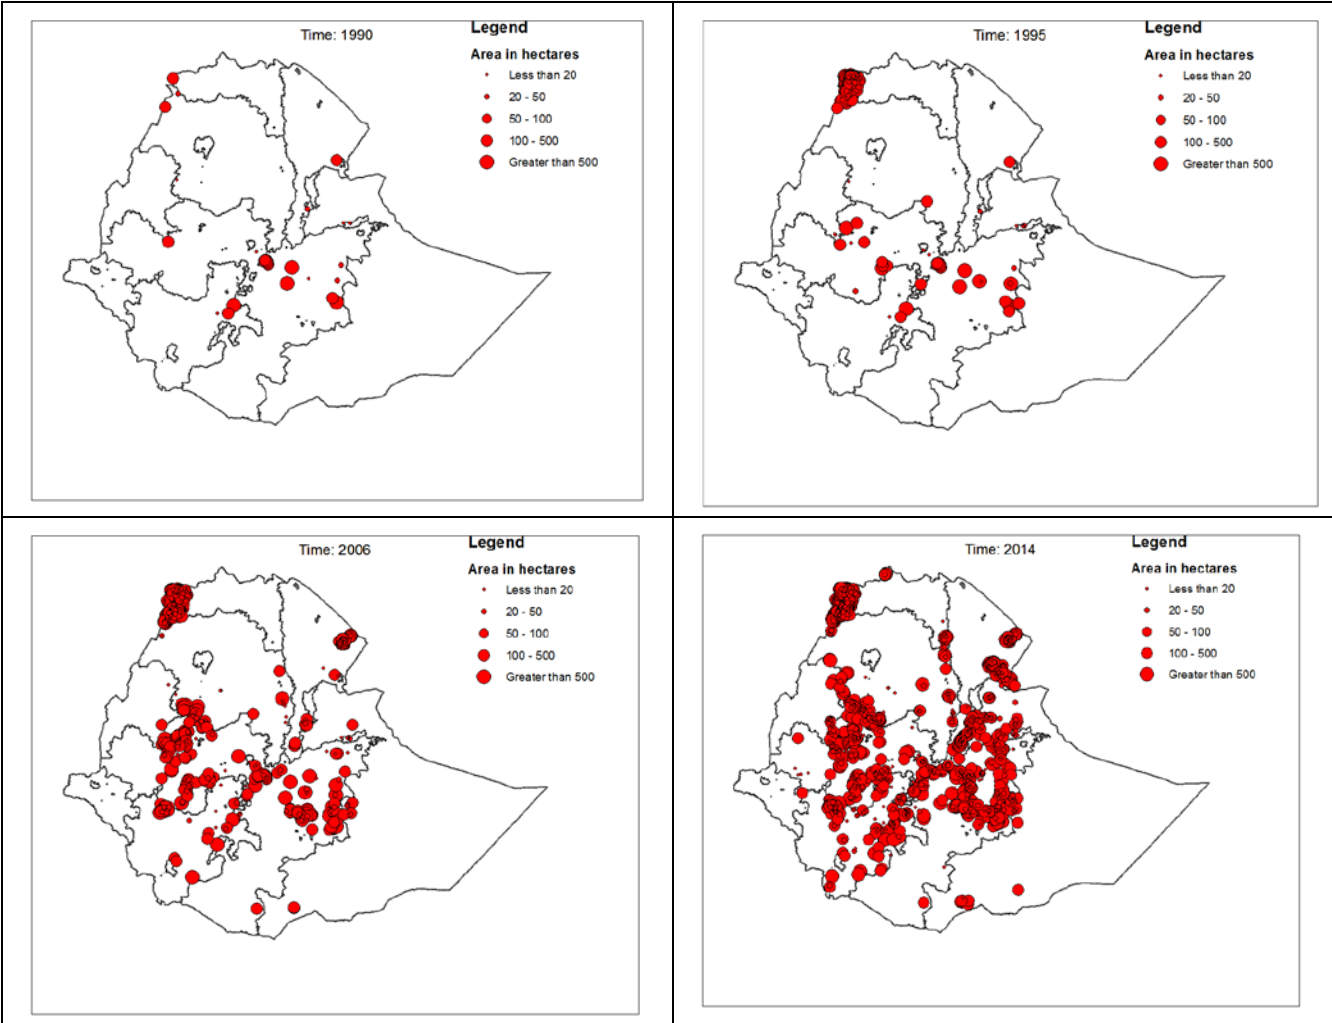 Time: 1990
Legend
Area in hectares
Less than 20
20 - 50
50 - 100
100 - 500
Greater than 500
Time: 1995
Legend
Area in hectares
Less than 20
20 - 50
50 - 100
100 - 500
Greater than 500
Time: 2006
Legend
Area in hectares
Less than 20
20 - 50
50 - 100
100 - 500
Greater than 500
Time: 2014
Legend
Area in hectares
Less than 20
20 - 50
50 - 100
100 - 500
Greater than 500